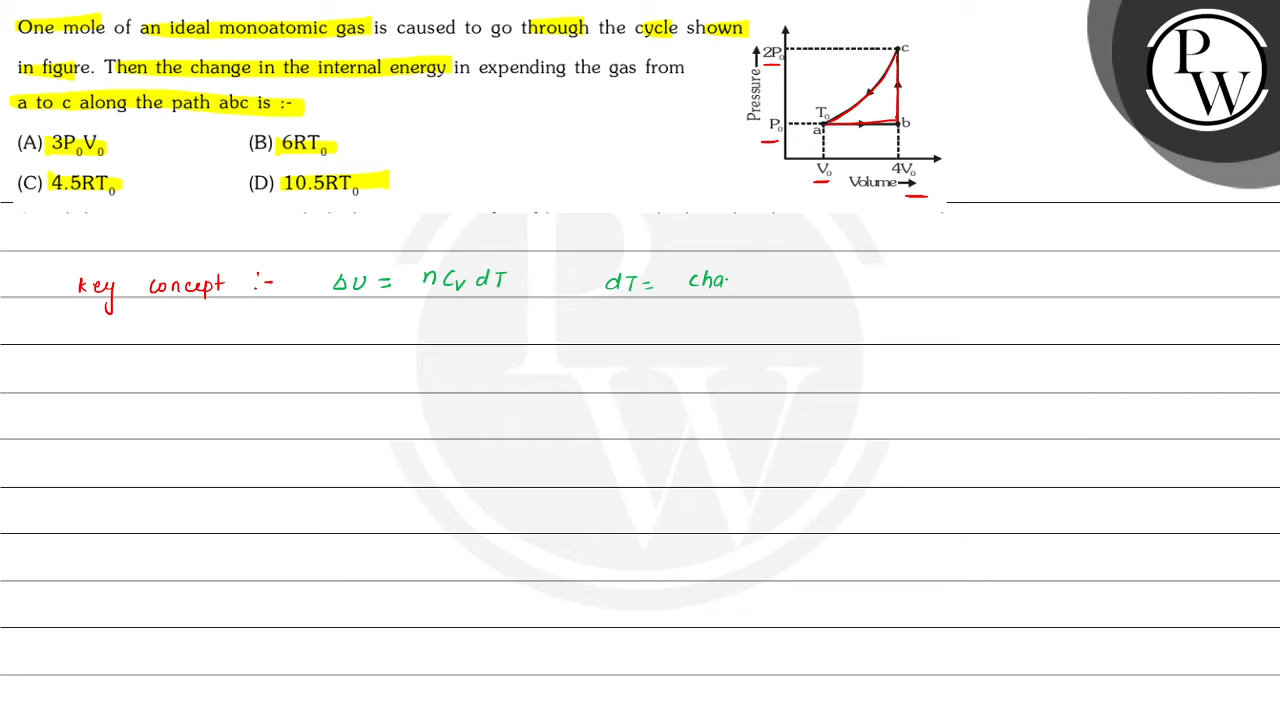 One mole of an ideal monoatomic gas is caused to go through the cycle shown
in figure. Then the change in the internal energy in expending the gas from
a to c along the path abc is :-
(A) 3P₀V₀ (B) 6RT₀
(C) 4.5RT₀ (D) 10.5RT₀
2P₀
c
Pressure
T₀
P₀
a
b
V₀
4V₀
Volume
P
W
key concept :- ΔU = nCᵥdT dT = cha
P
W